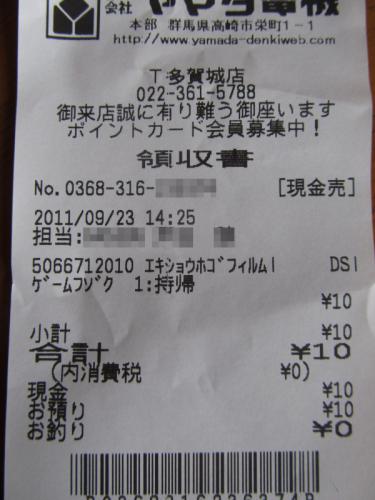 会社 ヤマダ電機
本部 群馬県高崎市栄町1-1
http://www.yamada-denkiweb.com
T多賀城店
022-361-5788
御来店誠に有り難う御座います
ポイントカード会員募集中!
領収書
No.0368-316- [現金売]
2011/09/23 14:25
担当:
5066712010 エキショウホゴフィルムI DSI
ゲームフゾク 1:持り帰
¥10
小計 ¥10
合計 ¥10
(内消費税 ¥0)
現金 ¥10
お預り ¥10
お釣り ¥0